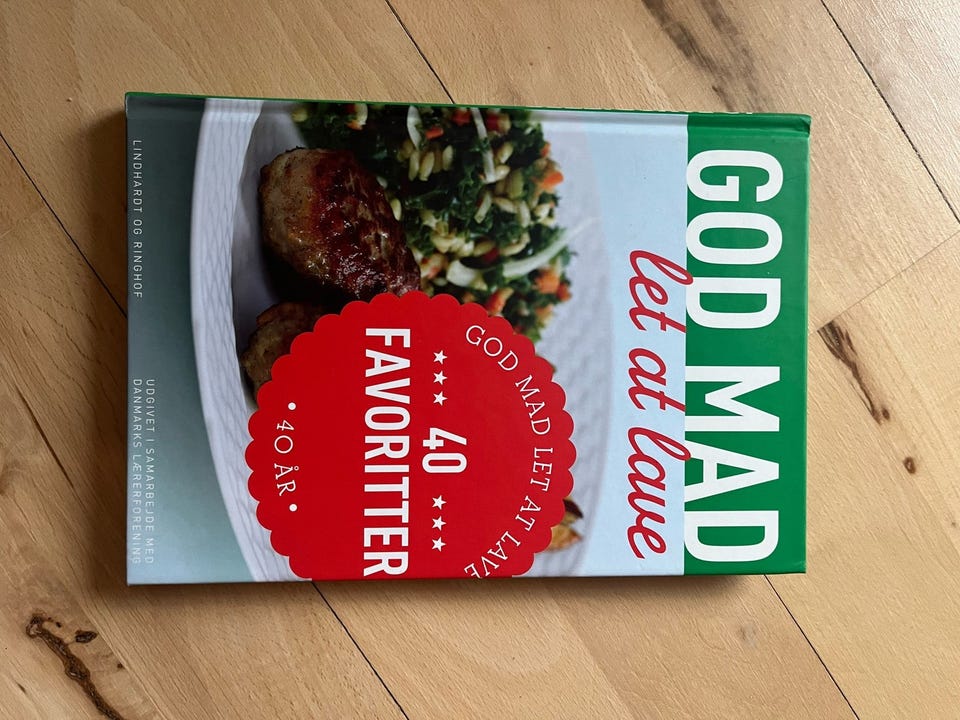 GOD MAD
let at lave
GOD MAD LET AT LAVE
40
FAVORITTER
• 40 ÅR •
LINDHARDT OG RINGHOF
UDGIVET I SAMARBEJDE MED
DANMARKS LÆRERFORENING